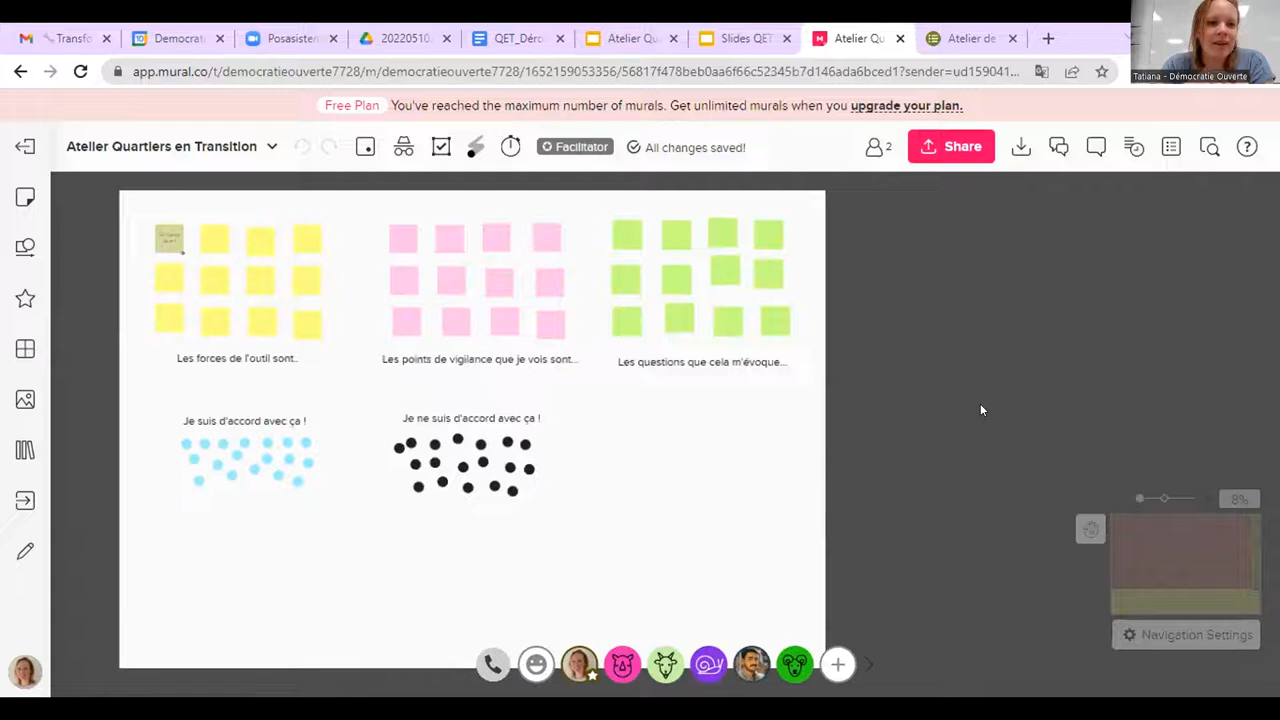 Transfo
Democrat
Posasisten
20220510
QET_Déro
Atelier Qu
Slides QET
Atelier Qu
Atelier de
app.mural.co/t/democratieouverte7728/m/democratieouverte7728/1652159053356/56817f478beb0aa6f66c52345b7d146ada6bced1?sender=ud159041...
Tatiana - Démocratie Ouverte
Free Plan You've reached the maximum number of murals. Get unlimited murals when you upgrade your plan.
Atelier Quartiers en Transition
Facilitator
All changes saved!
2
Share
Les forces de l'outil sont..
Les points de vigilance que je vois sont...
Les questions que cela m'évoque...
Je suis d'accord avec ça !
Je ne suis d'accord avec ça !
8%
Navigation Settings